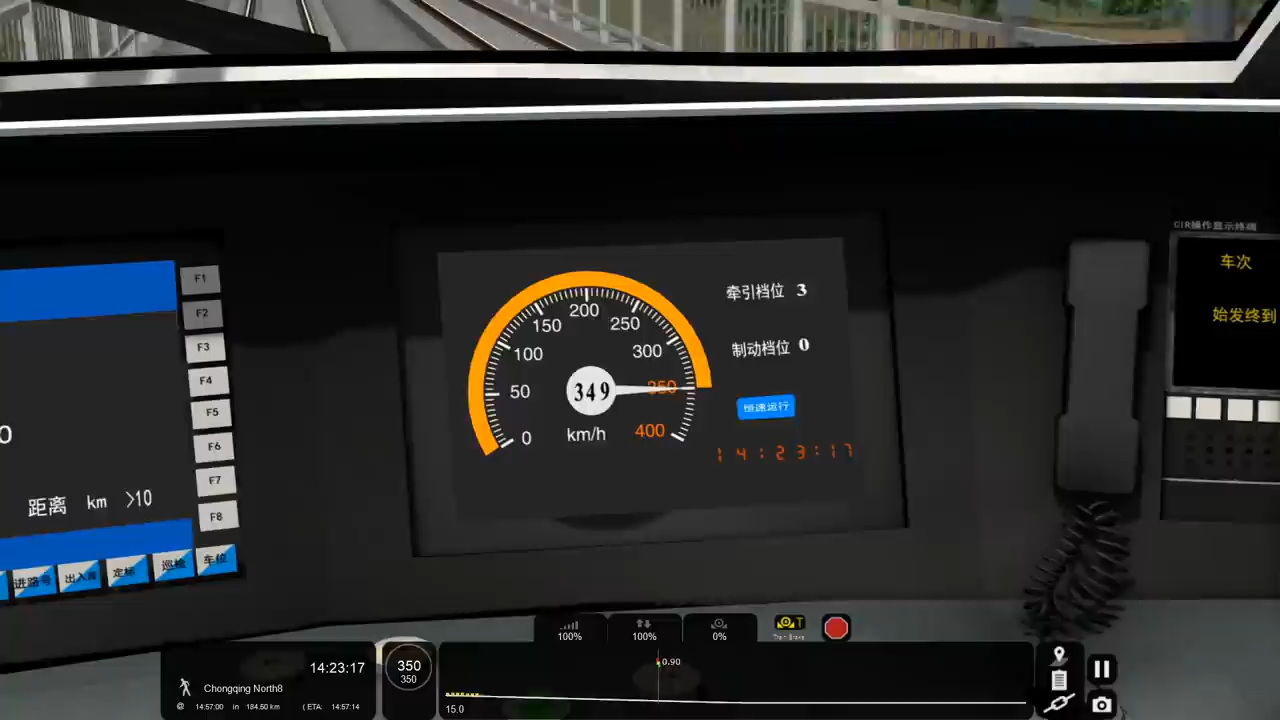 CIR操作显示终端
车次
始发终到
F1
F2
F3
F4
F5
F6
F7
F8
0
距离 km >10
进路号 出入库 定标 巡检 车位
0
50
100
150
200
250
300
350
400
349
km/h
牵引档位 3
制动档位 0
恒速运行
14:23:17
100%
100%
0%
T
Train Brake
14:23:17
Chongqing North8
@ 14:57:00 in 184.50 km ( ETA: 14:57:14
350
350
0.90
15.0